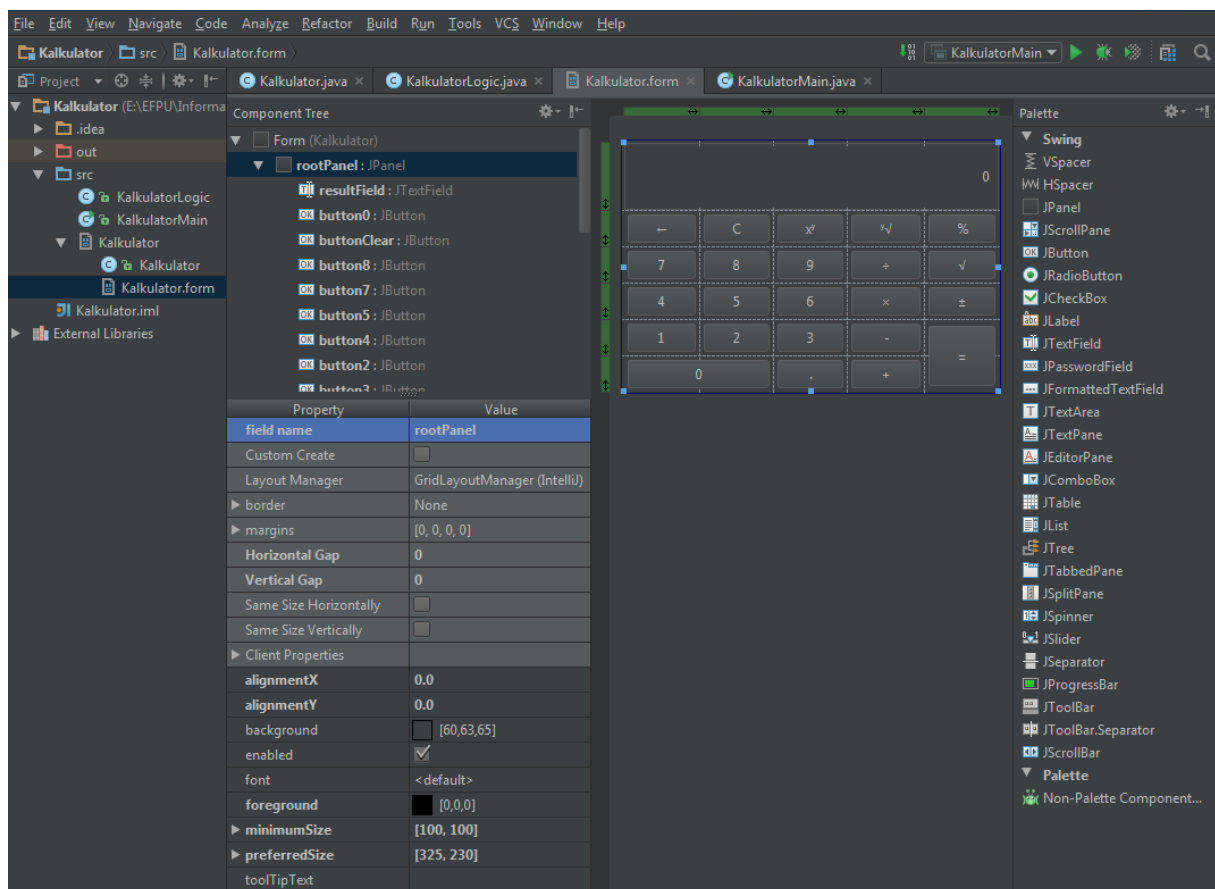 File Edit View Navigate Code Analyze Refactor Build Run Tools VCS Window Help
Kalkulator src Kalkulator.form KalkulatorMain
Project Kalkulator.java × KalkulatorLogic.java × Kalkulator.form × KalkulatorMain.java ×
Kalkulator (E:\EFPU\Informa
.idea
out
src
KalkulatorLogic
KalkulatorMain
Kalkulator
Kalkulator
Kalkulator.form
Kalkulator.iml
External Libraries
Component Tree
Form (Kalkulator)
rootPanel : JPanel
resultField : JTextField
button0 : JButton
buttonClear : JButton
button8 : JButton
button7 : JButton
button5 : JButton
button4 : JButton
button2 : JButton
button3 : JButton
Property Value
field name rootPanel
Custom Create
Layout Manager GridLayoutManager (IntelliJ)
border None
margins [0, 0, 0, 0]
Horizontal Gap 0
Vertical Gap 0
Same Size Horizontally
Same Size Vertically
Client Properties
alignmentX 0.0
alignmentY 0.0
background [60,63,65]
enabled
font <default>
foreground [0,0,0]
minimumSize [100, 100]
preferredSize [325, 230]
toolTipText
0
← C xʸ ʸ√ %
7 8 9 ÷ √
4 5 6 × ±
1 2 3 - =
0 . +
Palette
Swing
VSpacer
HSpacer
JPanel
JScrollPane
JButton
JRadioButton
JCheckBox
JLabel
JTextField
JPasswordField
JFormattedTextField
JTextArea
JTextPane
JEditorPane
JComboBox
JTable
JList
JTree
JTabbedPane
JSplitPane
JSpinner
JSlider
JSeparator
JProgressBar
JToolBar
JToolBar.Separator
JScrollBar
Palette
Non-Palette Component...